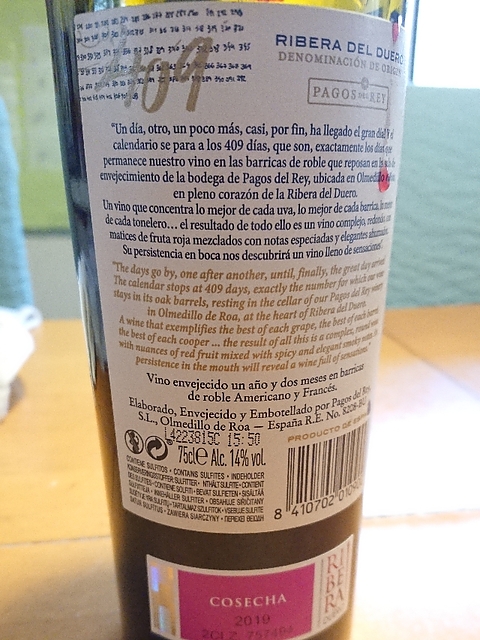 409
RIBERA DEL DUERO
DENOMINACIÓN DE ORIGEN
PAGOS DEL REY
"Un día, otro, un poco más, casi, por fin, ha llegado el gran día! Y el
calendario se para a los 409 días, que son, exactamente los días que
permanece nuestro vino en las barricas de roble que reposan en la sala de
envejecimiento de la bodega de Pagos del Rey, ubicada en Olmedillo
en pleno corazón de la Ribera del Duero.
Un vino que concentra lo mejor de cada uva, lo mejor de cada barrica, lo mejor
de cada tonelero... el resultado de todo ello es un vino complejo, redondo, con
matices de fruta roja mezclados con notas especiadas y elegantes ahumados.
Su persistencia en boca nos descubrirá un vino lleno de sensaciones".
"The days go by, one after another, until, finally, the great day arrives.
The calendar stops at 409 days, exactly the number for which our wine
stays in its oak barrels, resting in the cellar of our Pagos del Rey winery
in Olmedillo de Roa, at the heart of Ribera del Duero.
A wine that exemplifies the best of each grape, the best of each barrel,
the best of each cooper ... the result of all this is a complex, round wine
with nuances of red fruit mixed with spicy and elegant smoky notes. Its
persistence in the mouth will reveal a wine full of sensations."
Vino envejecido un año y dos meses en barricas
de roble Americano y Francés.
Elaborado, Envejecido y Embotellado por Pagos del Rey,
S.L., Olmedillo de Roa – España R.E. No. 8208-BU
PRODUCTO DE
L4223815C 15:50
75cl e Alc. 14% vol.
CONTIENE SULFITOS • CONTAINS SULFITES • INDEHOLDER
8 410702 010
COSECHA
2019
RIBERA